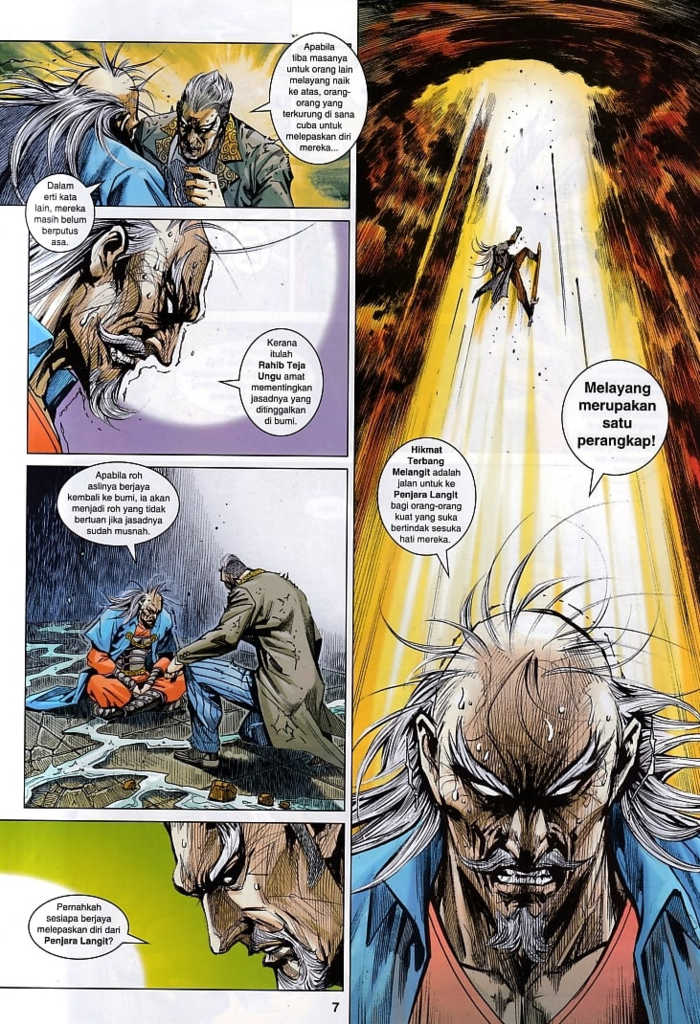 Apabila
tiba masanya
untuk orang lain
melayang naik
ke atas, orang-
orang yang
terkurung di sana
cuba untuk
melepaskan diri
mereka...
Dalam
erti kata
lain, mereka
masih belum
berputus
asa.
Kerana
itulah
Rahib Teja
Ungu amat
mementingkan
jasadnya yang
ditinggalkan
di bumi.
Apabila roh
aslinya berjaya
kembali ke bumi, ia akan
menjadi roh yang tidak
bertuan jika jasadnya
sudah musnah.
Pernahkah
sesiapa berjaya
melepaskan diri dari
Penjara Langit?
Melayang
merupakan
satu
perangkap!
Hikmat
Terbang
Melangit adalah
jalan untuk ke
Penjara Langit
bagi orang-orang
kuat yang suka
bertindak sesuka
hati mereka.
7